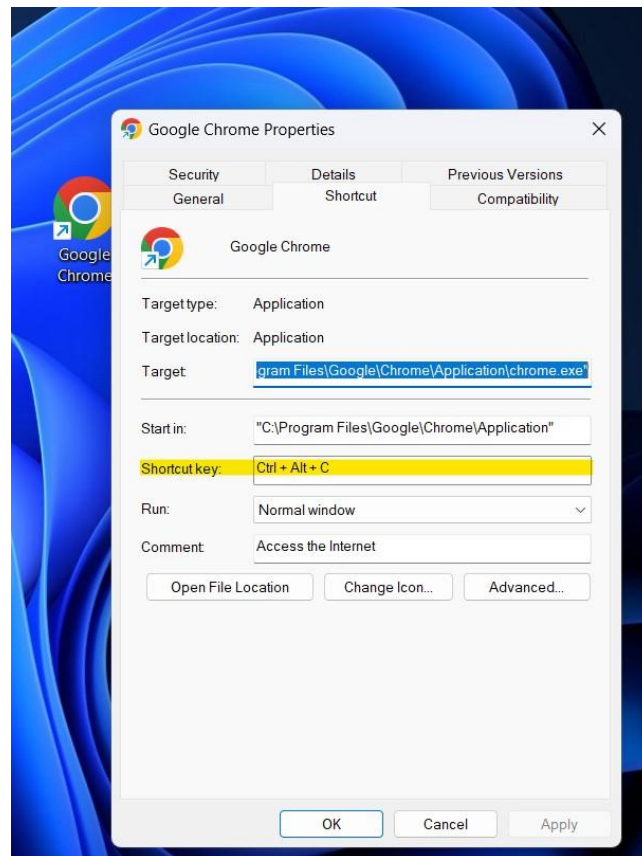 Google Chrome Properties
Security Details Previous Versions
General Shortcut Compatibility
Google
Chrome
Google Chrome
Target type: Application
Target location: Application
Target: gram Files\Google\Chrome\Application\chrome.exe"
Start in: "C:\Program Files\Google\Chrome\Application"
Shortcut key: Ctrl + Alt + C
Run: Normal window
Comment: Access the Internet
Open File Location Change Icon... Advanced...
OK Cancel Apply